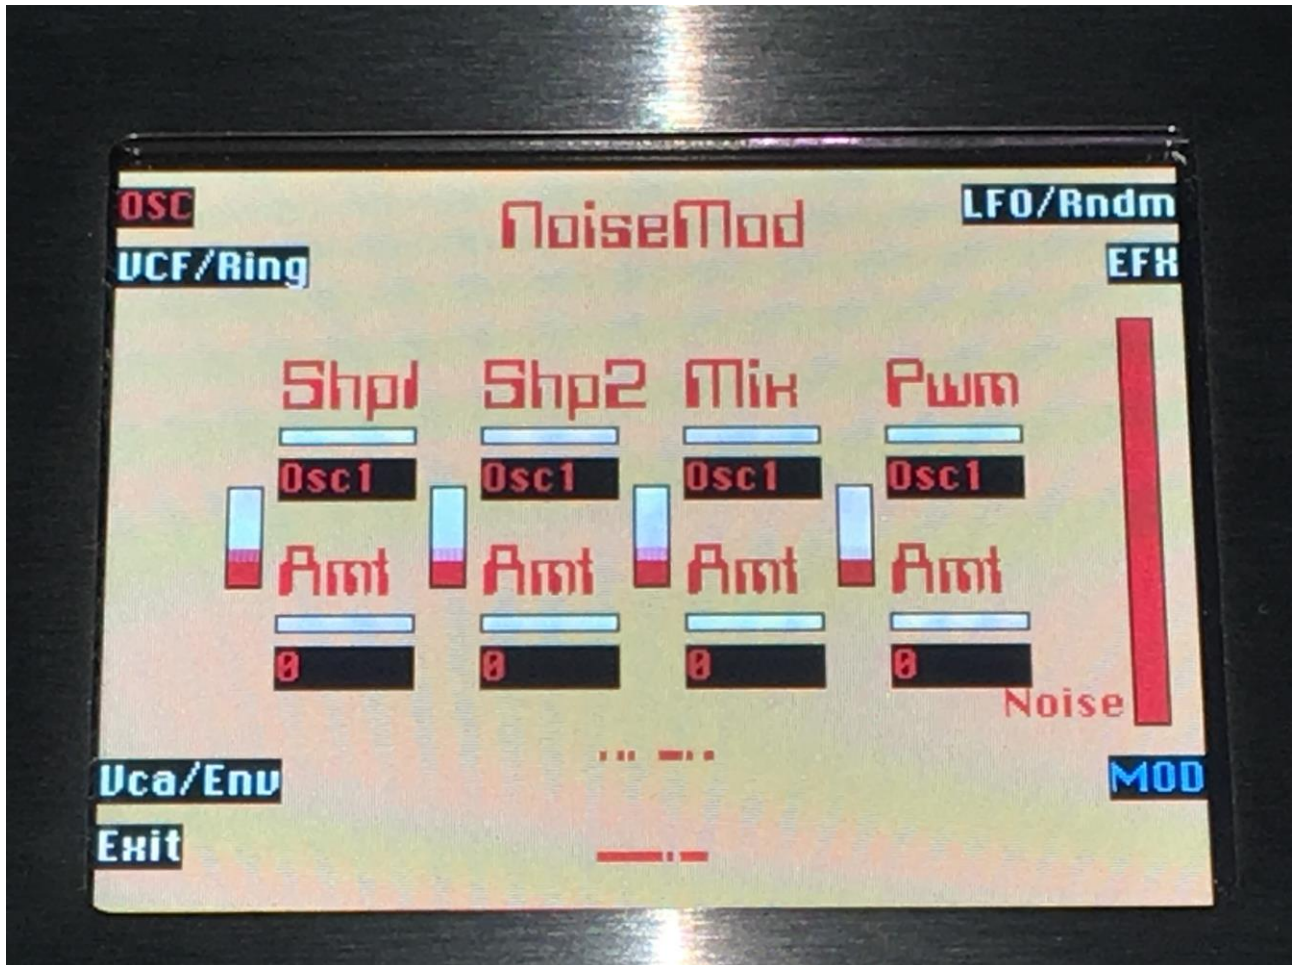 OSC NoiseMod LFO/Rndm
VCF/Ring EFX
Shp1 Shp2 Mix Pwm
Osc1 Osc1 Osc1 Osc1
Amt Amt Amt Amt
0 0 0 0
Noise
Vca/Env MOD
Exit